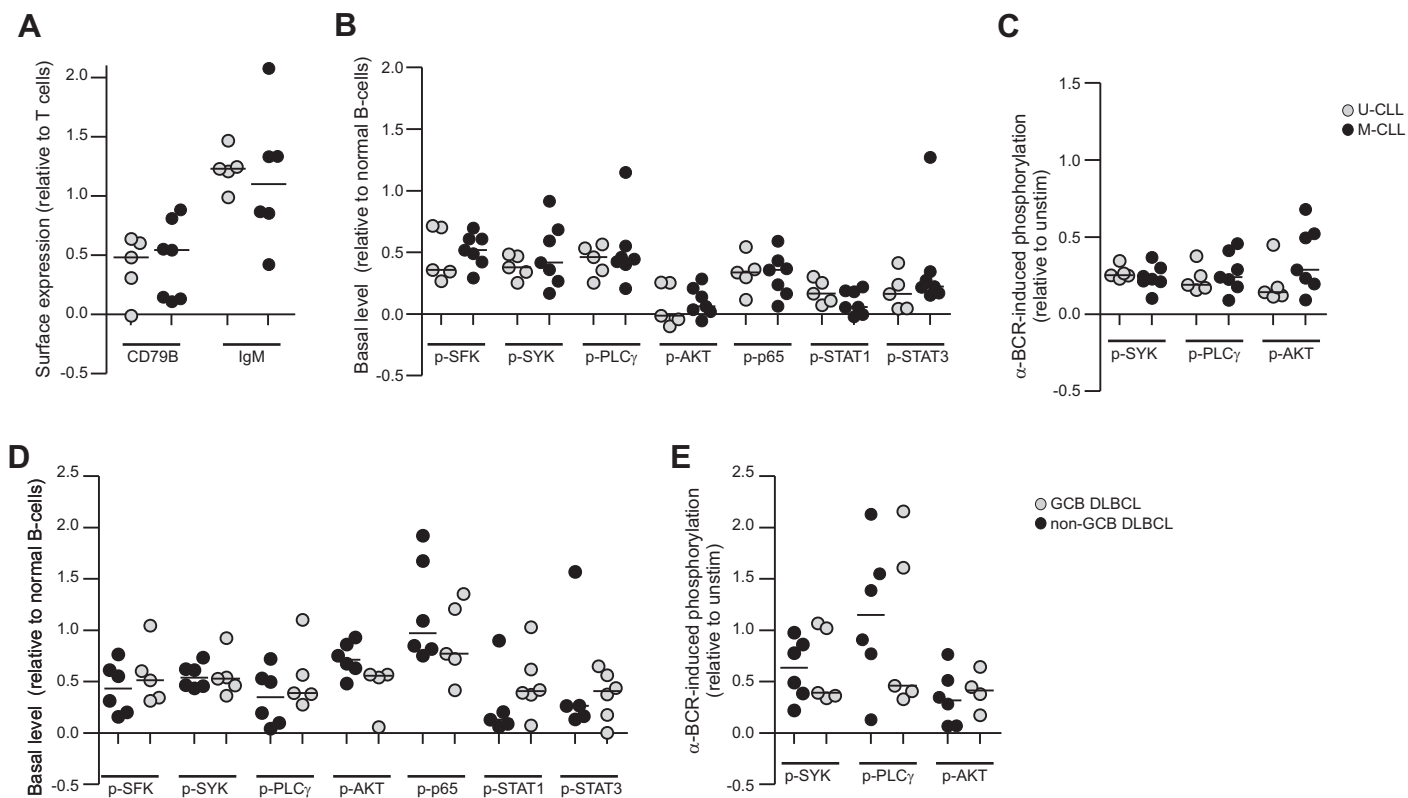 A
Surface expression (relative to T cells)
2.0
1.5
1.0
0.5
0.0
-0.5
CD79B IgM
B
Basal level (relative to normal B-cells)
2.0
1.5
1.0
0.5
0.0
-0.5
p-SFK p-SYK p-PLCγ p-AKT p-p65 p-STAT1 p-STAT3
C
α-BCR-induced phosphorylation
(relative to unstim)
1.5
1.0
0.5
0.0
-0.5
p-SYK p-PLCγ p-AKT
U-CLL
M-CLL
D
Basal level (relative to normal B-cells)
2.5
2.0
1.5
1.0
0.5
0.0
-0.5
p-SFK p-SYK p-PLCγ p-AKT p-p65 p-STAT1 p-STAT3
E
α-BCR-induced phosphorylation
(relative to unstim)
2.5
2.0
1.5
1.0
0.5
0.0
-0.5
p-SYK p-PLCγ p-AKT
GCB DLBCL
non-GCB DLBCL